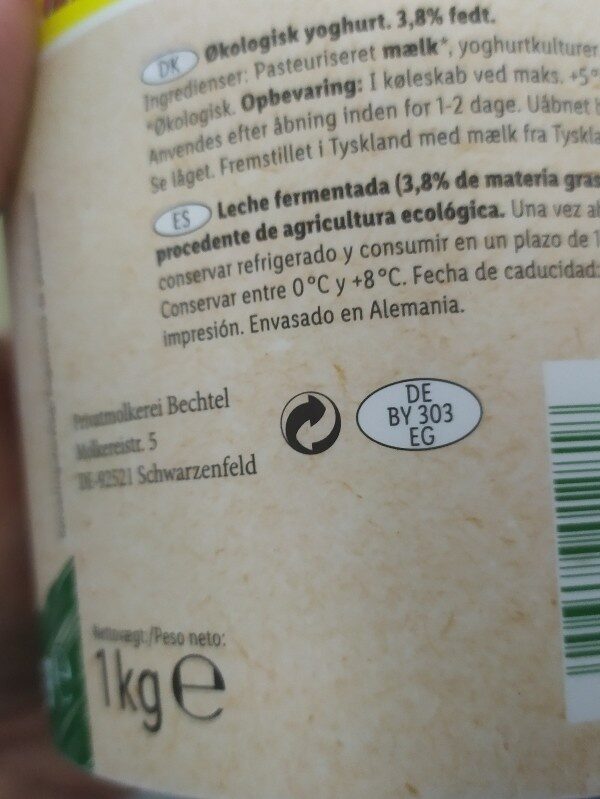 DK Økologisk yoghurt. 3,8% fedt.
Ingredienser: Pasteuriseret mælk*, yoghurtkulturer
*Økologisk. Opbevaring: I køleskab ved maks. +5°
Anvendes efter åbning inden for 1-2 dage. Uåbnet
Se låget. Fremstillet i Tyskland med mælk fra
ES Leche fermentada (3,8% de materia
procedente de agricultura ecológica. Una vez
conservar refrigerado y consumir en un plazo de
Conservar entre 0°C y +8°C. Fecha de caducidad:
impresión. Envasado en Alemania.
Privatmolkerei Bechtel
Molkereistr. 5
DE-92521 Schwarzenfeld
DE
BY 303
EG
Nettovægt/Peso neto:
1kg e